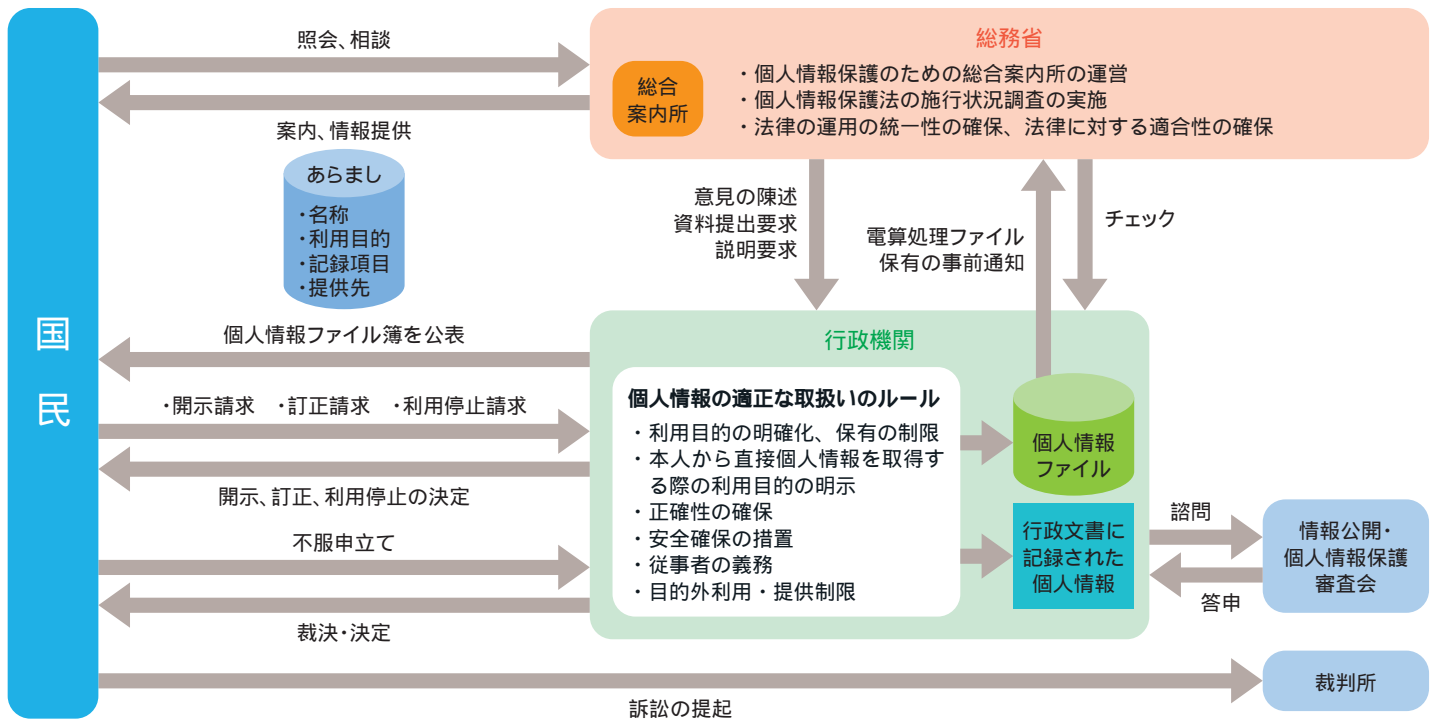 国民
照会、相談
案内、情報提供
総務省
総合
案内所
・個人情報保護のための総合案内所の運営
・個人情報保護法の施行状況調査の実施
・法律の運用の統一性の確保、法律に対する適合性の確保
あらまし
・名称
・利用目的
・記録項目
・提供先
意見の陳述
資料提出要求
説明要求
電算処理ファイル
保有の事前通知
チェック
個人情報ファイル簿を公表
・開示請求 ・訂正請求 ・利用停止請求
開示、訂正、利用停止の決定
不服申立て
裁決・決定
行政機関
個人情報の適正な取扱いのルール
・利用目的の明確化、保有の制限
・本人から直接個人情報を取得す
る際の利用目的の明示
・正確性の確保
・安全確保の措置
・従事者の義務
・目的外利用・提供制限
個人情報
ファイル
行政文書に
記録された
個人情報
諮問
答申
情報公開・
個人情報保護
審査会
訴訟の提起
裁判所